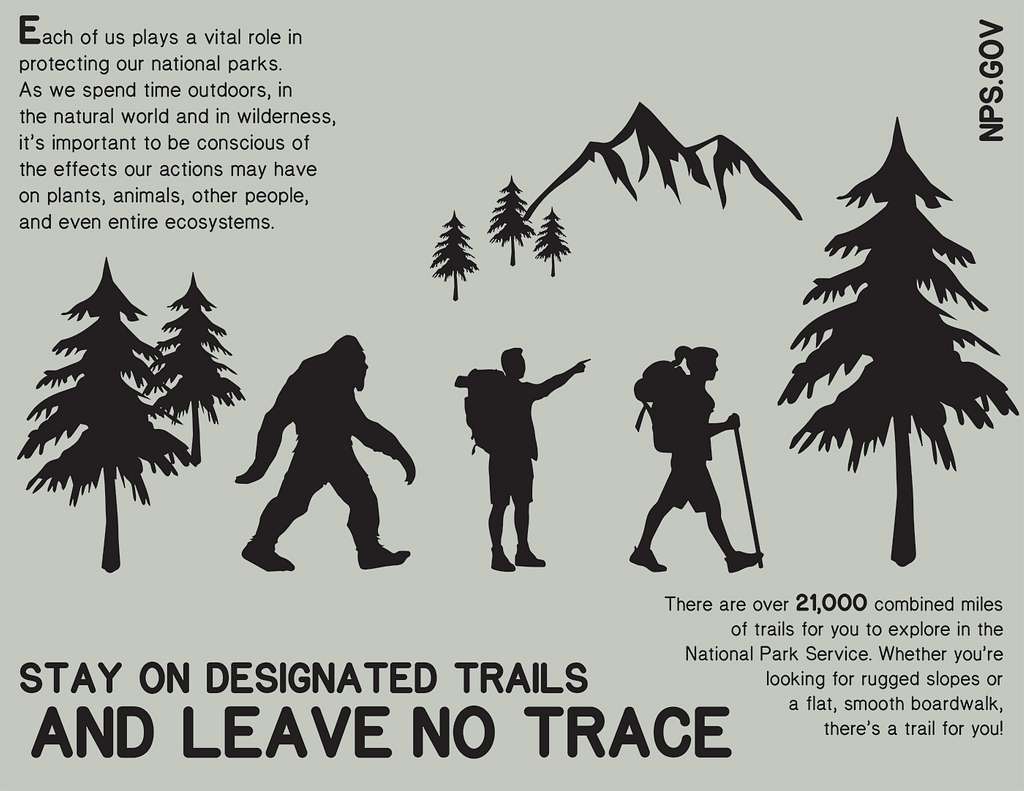 Each of us plays a vital role in
protecting our national parks.
As we spend time outdoors, in
the natural world and in wilderness,
it's important to be conscious of
the effects our actions may have
on plants, animals, other people,
and even entire ecosystems.
NPS.GOV
There are over 21,000 combined miles
of trails for you to explore in the
National Park Service. Whether you're
looking for rugged slopes or
a flat, smooth boardwalk,
there's a trail for you!
STAY ON DESIGNATED TRAILS
AND LEAVE NO TRACE